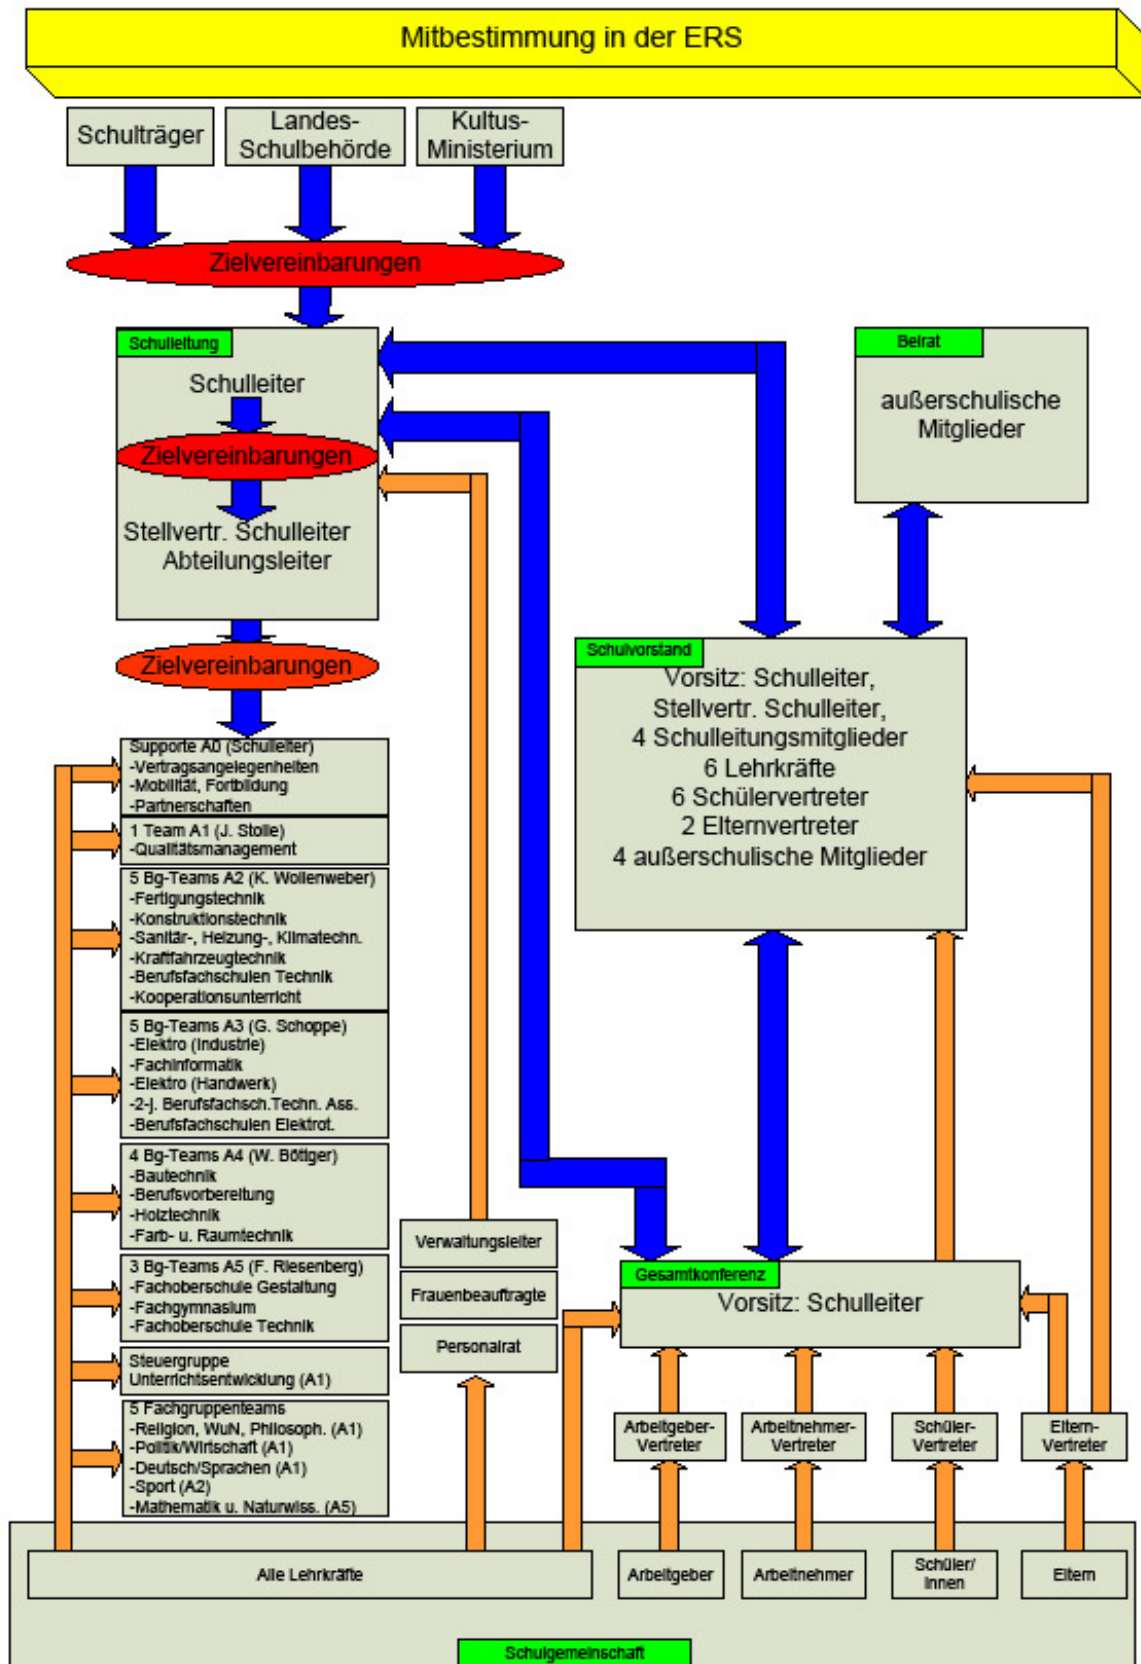 Mitbestimmung in der ERS
Schulträger
Landes-
Schulbehörde
Kultus-
Ministerium
Zielvereinbarungen
Schulleitung
Schulleiter
Zielvereinbarungen
Stellvertr. Schulleiter
Abteilungsleiter
Beirat
außerschulische
Mitglieder
Zielvereinbarungen
Schulvorstand
Vorsitz: Schulleiter,
Stellvertr. Schulleiter,
4 Schulleitungsmitglieder
6 Lehrkräfte
6 Schülervertreter
2 Elternvertreter
4 außerschulische Mitglieder
Supporte A0 (Schulleiter)
-Vertragsangelegenheiten
-Mobilität, Fortbildung
-Partnerschaften
1 Team A1 (J. Stolle)
-Qualitätsmanagement
5 Bg-Teams A2 (K. Wollenweber)
-Fertigungstechnik
-Konstruktionstechnik
-Sanitär-, Heizung-, Klimatechn.
-Kraftfahrzeugtechnik
-Berufsfachschulen Technik
-Kooperationsunterricht
5 Bg-Teams A3 (G. Schoppe)
-Elektro (Industrie)
-Fachinformatik
-Elektro (Handwerk)
-2-j. Berufsfachsch.Techn. Ass.
-Berufsfachschulen Elektrot.
4 Bg-Teams A4 (W. Böttger)
-Bautechnik
-Berufsvorbereitung
-Holztechnik
-Farb- u. Raumtechnik
3 Bg-Teams A5 (F. Riesenberg)
-Fachoberschule Gestaltung
-Fachgymnasium
-Fachoberschule Technik
Steuergruppe
Unterrichtsentwicklung (A1)
5 Fachgruppenteams
-Religion, WuN, Philosoph. (A1)
-Politik/Wirtschaft (A1)
-Deutsch/Sprachen (A1)
-Sport (A2)
-Mathematik u. Naturwiss. (A5)
Verwaltungsleiter
Frauenbeauftragte
Personalrat
Gesamtkonferenz
Vorsitz: Schulleiter
Arbeitgeber-
Vertreter
Arbeitnehmer-
Vertreter
Schüler-
Vertreter
Eltern-
Vertreter
Alle Lehrkräfte
Arbeitgeber
Arbeitnehmer
Schüler/
Innen
Eltern
Schulgemeinschaft